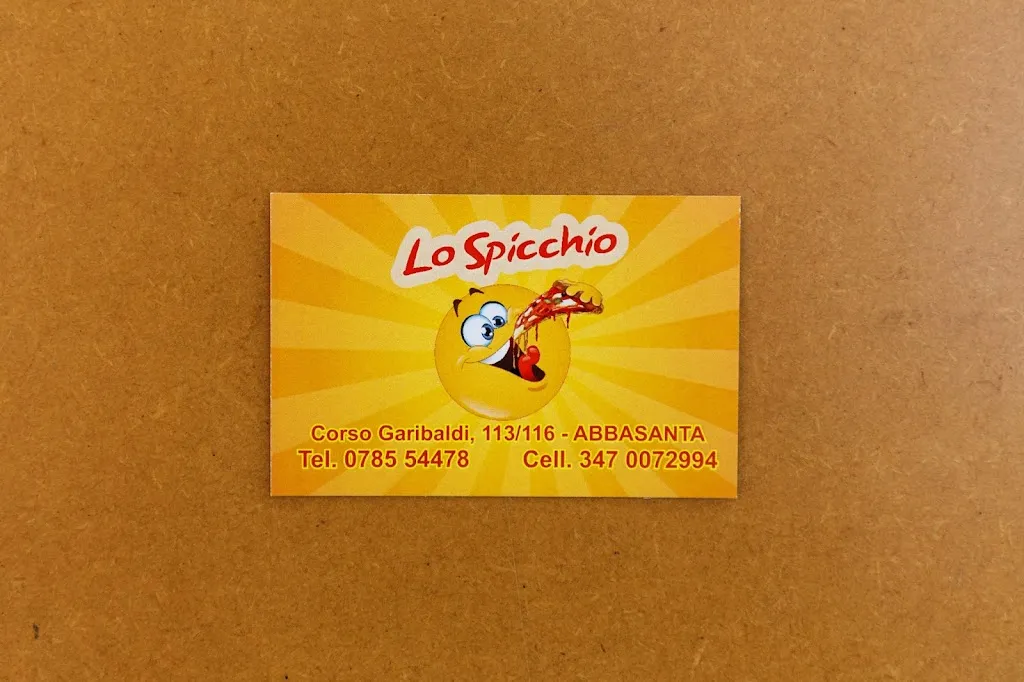 Lo Spicchio
Corso Garibaldi, 113/116 - ABBASANTA
Tel. 0785 54478 Cell. 347 0072994